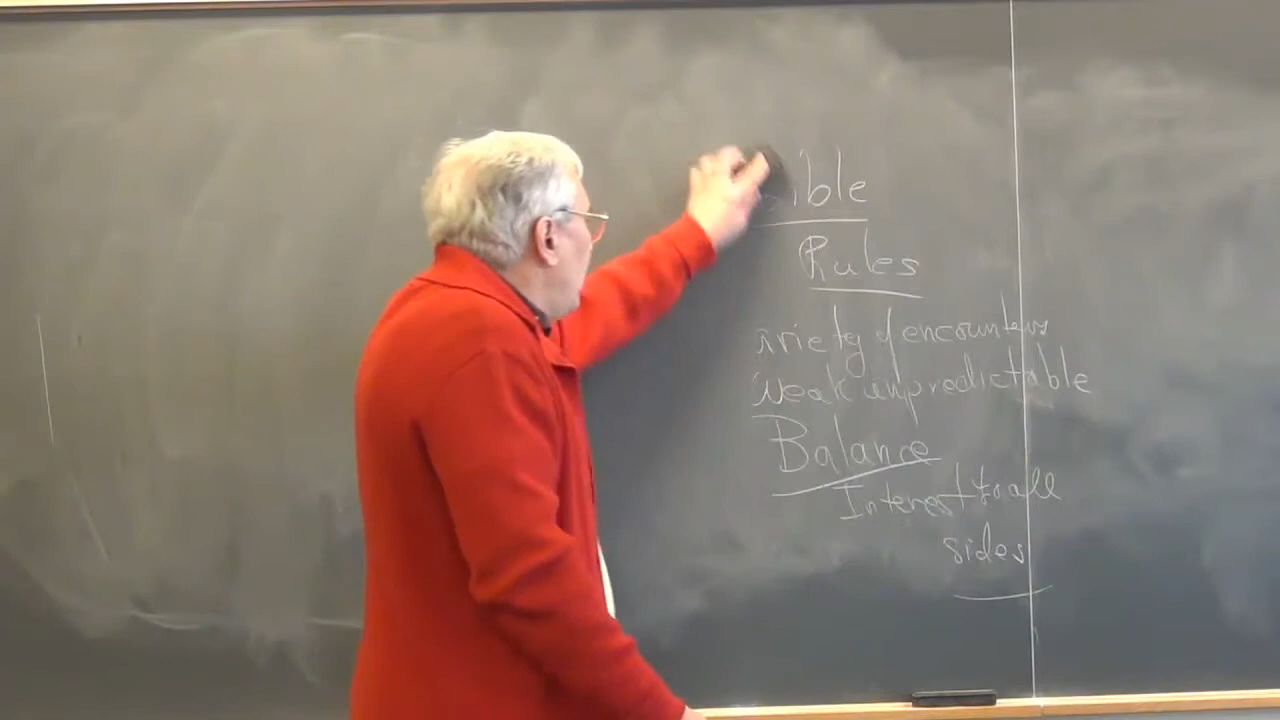 ible
Rules
riety of encounters
weak unpredictable
Balance
Interest to all
sides